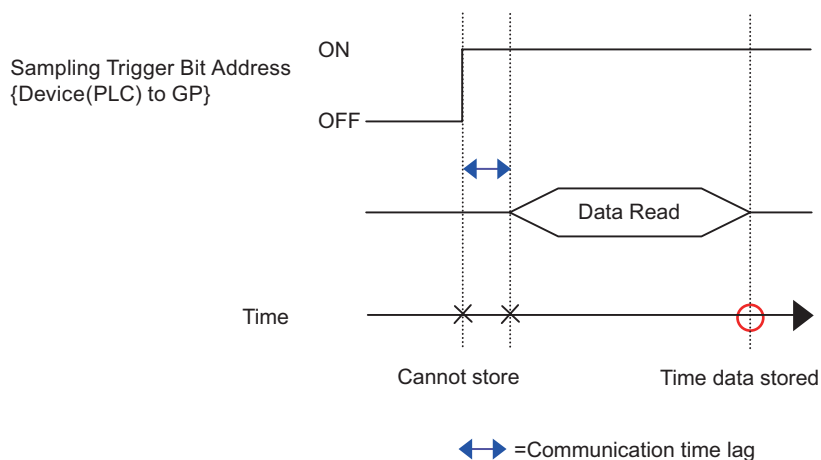 ON
Sampling Trigger Bit Address
{Device(PLC) to GP}
OFF
Data Read
Time
Cannot store
Time data stored
=Communication time lag